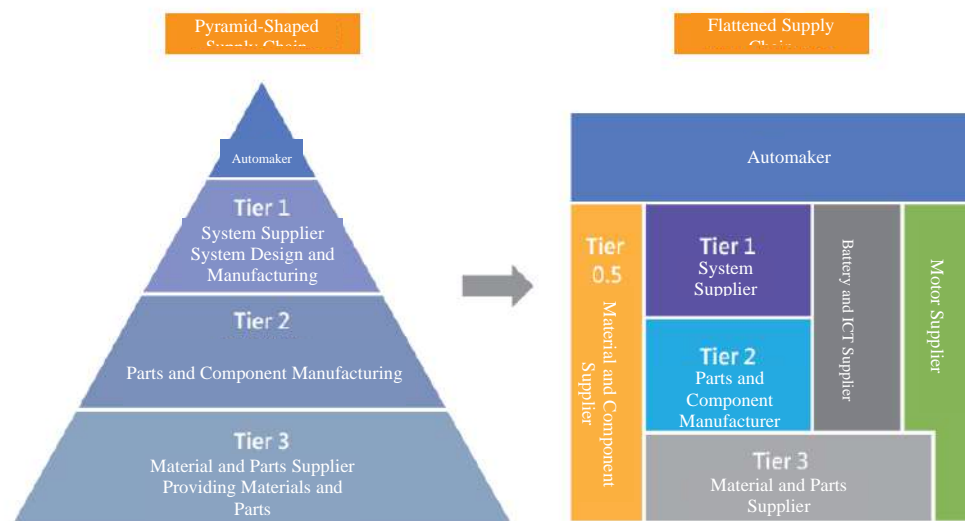 Pyramid-Shaped
Supply Chain
Flattened Supply
Chain
Automaker
Tier 1
System Supplier
System Design and
Manufacturing
Tier 2
Parts and Component Manufacturing
Tier 3
Material and Parts Supplier
Providing Materials and
Parts
Automaker
Tier
0.5
Material and Component
Supplier
Tier 1
System
Supplier
Tier 2
Parts and
Component
Manufacturer
Battery and ICT Supplier
Motor Supplier
Tier 3
Material and Parts
Supplier